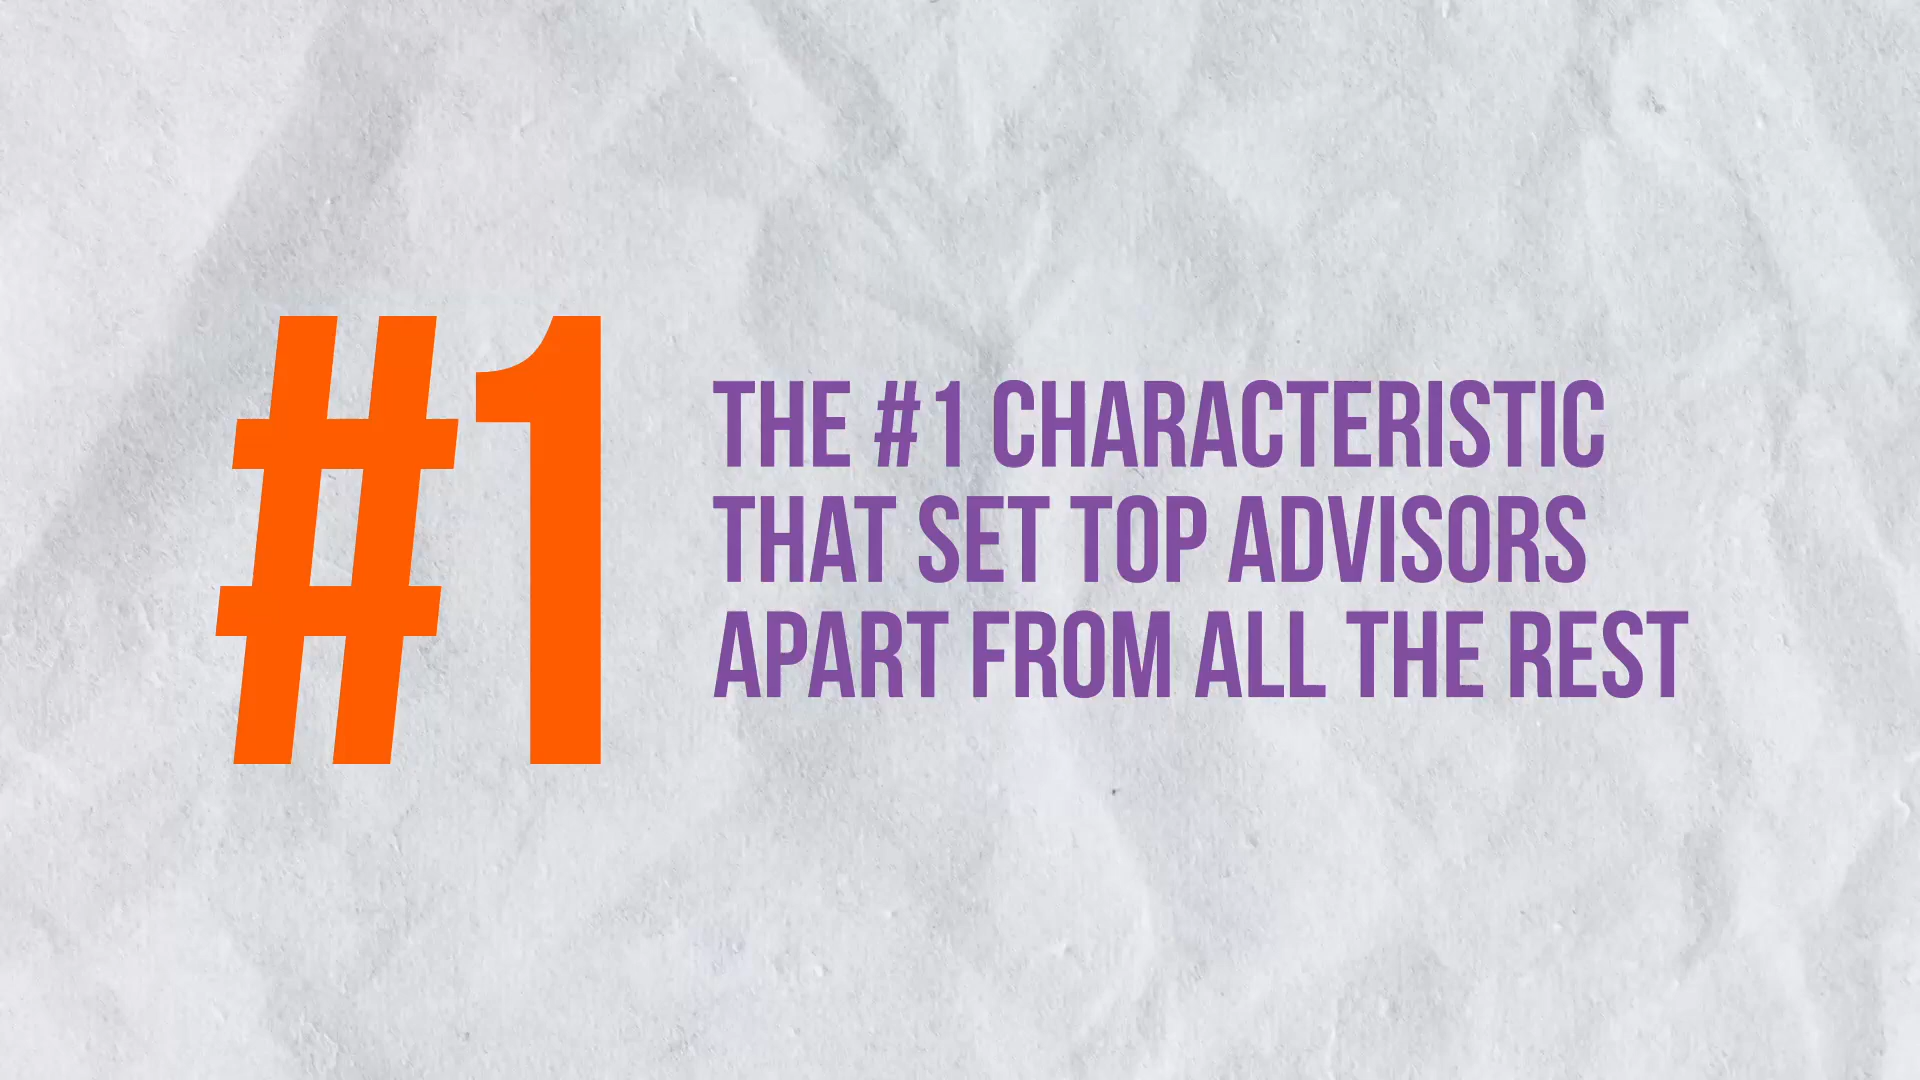 #1
THE #1 CHARACTERISTIC
THAT SET TOP ADVISORS
APART FROM ALL THE REST